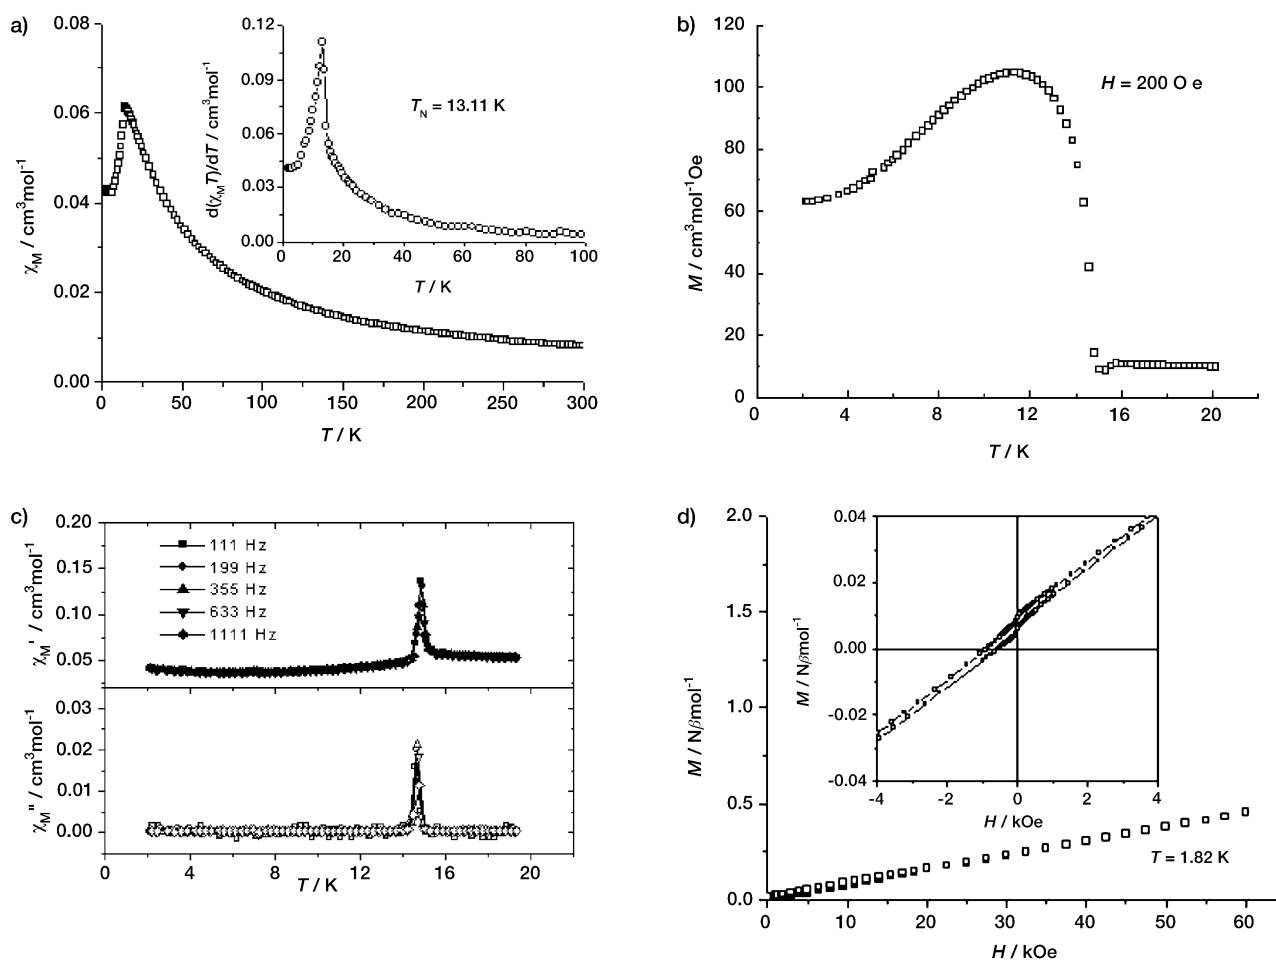 a)
0.08
0.06
0.04
0.02
0.00
χM / cm3mol-1
0
50
100
150
200
250
300
T / K
0.12
0.09
0.06
0.03
0.00
d(χMT)/dT / cm3mol-1
TN = 13.11 K
0
20
40
60
80
100
T / K
b)
120
100
80
60
40
20
0
M / cm3mol-1Oe
H = 200 O e
0
4
8
12
16
20
T / K
c)
0.20
0.15
0.10
0.05
χM' / cm3mol-1
111 Hz
199 Hz
355 Hz
633 Hz
1111 Hz
0.03
0.02
0.01
0.00
χM" / cm3mol-1
0
4
8
12
16
20
T / K
d)
2.0
1.5
1.0
0.5
0.0
M / Nβmol-1
0.04
0.02
0.00
-0.02
-0.04
M / Nβmol-1
-4
-2
0
2
4
H / kOe
T = 1.82 K
0
10
20
30
40
50
60
H / kOe